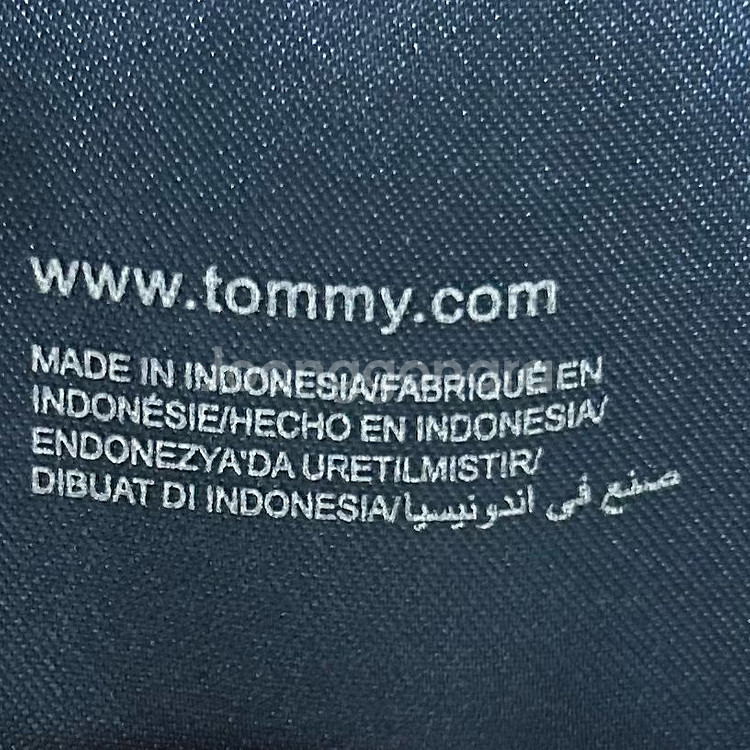 www.tommy.com
MADE IN INDONESIA/FABRIQUÉ EN
INDONÉSIE/HECHO EN INDONESIA/
ENDONEZYA'DA URETILMISTIR/
DIBUAT DI INDONESIA/صنع في اندونيسيا